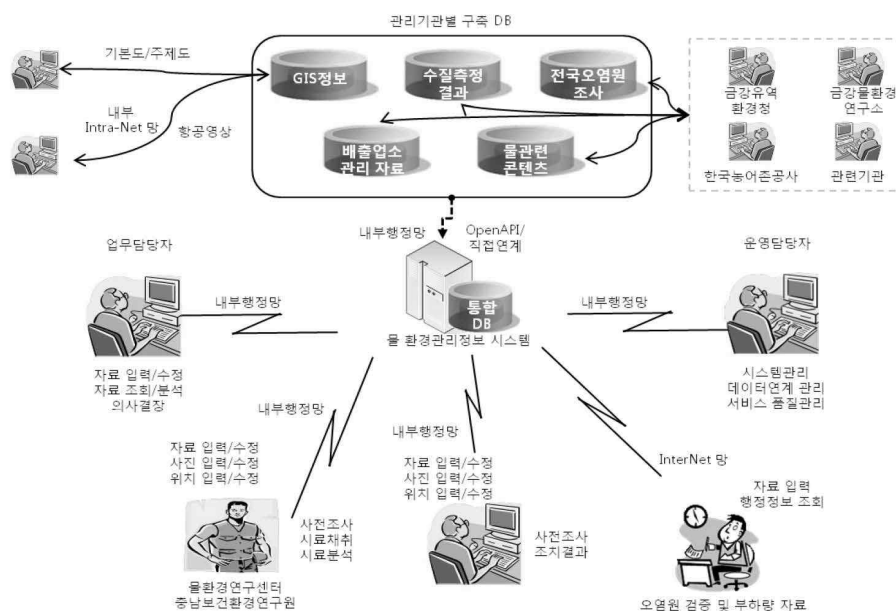 관리기관별 구축 DB
기본도/주제도
내부
Intra-Net 망
항공영상
GIS정보
수질측정
결과
전국오염원
조사
배출업소
관리 자료
물관련
콘텐츠
금강유역
환경청
금강물환경
연구소
한국농어촌공사
관련기관
내부행정망
OpenAPI/
직접연계
통합
DB
물 환경관리정보 시스템
업무담당자
내부행정망
자료 입력/수정
자료 조회/분석
의사결장
운영담당자
내부행정망
시스템관리
데이터연계 관리
서비스 품질관리
내부행정망
자료 입력/수정
사진 입력/수정
위치 입력/수정
사전조사
시료채취
시료분석
물환경연구센터
충남보건환경연구원
내부행정망
자료 입력/수정
사진 입력/수정
위치 입력/수정
사전조사
조치결과
InterNet 망
자료 입력
행정정보 조회
오염원 검증 및 부하량 자료